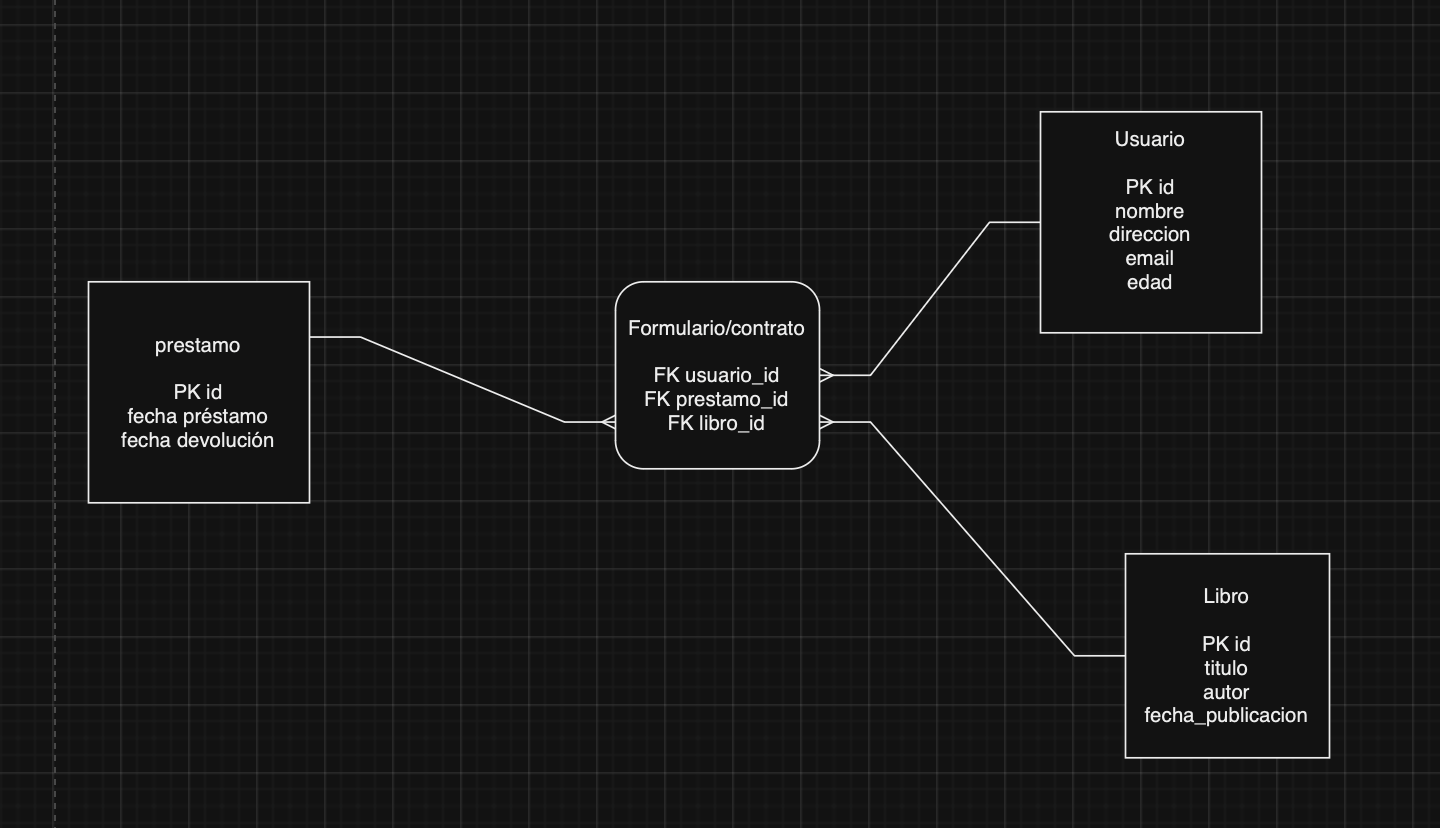 prestamo
PK id
fecha préstamo
fecha devolución
Formulario/contrato
FK usuario_id
FK prestamo_id
FK libro_id
Usuario
PK id
nombre
direccion
email
edad
Libro
PK id
titulo
autor
fecha_publicacion